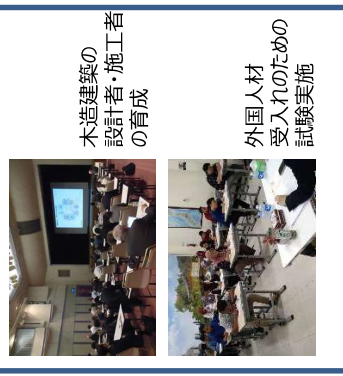 木造建築の
設計者・施工者
の育成
外国人材
受入れのための
試験実施